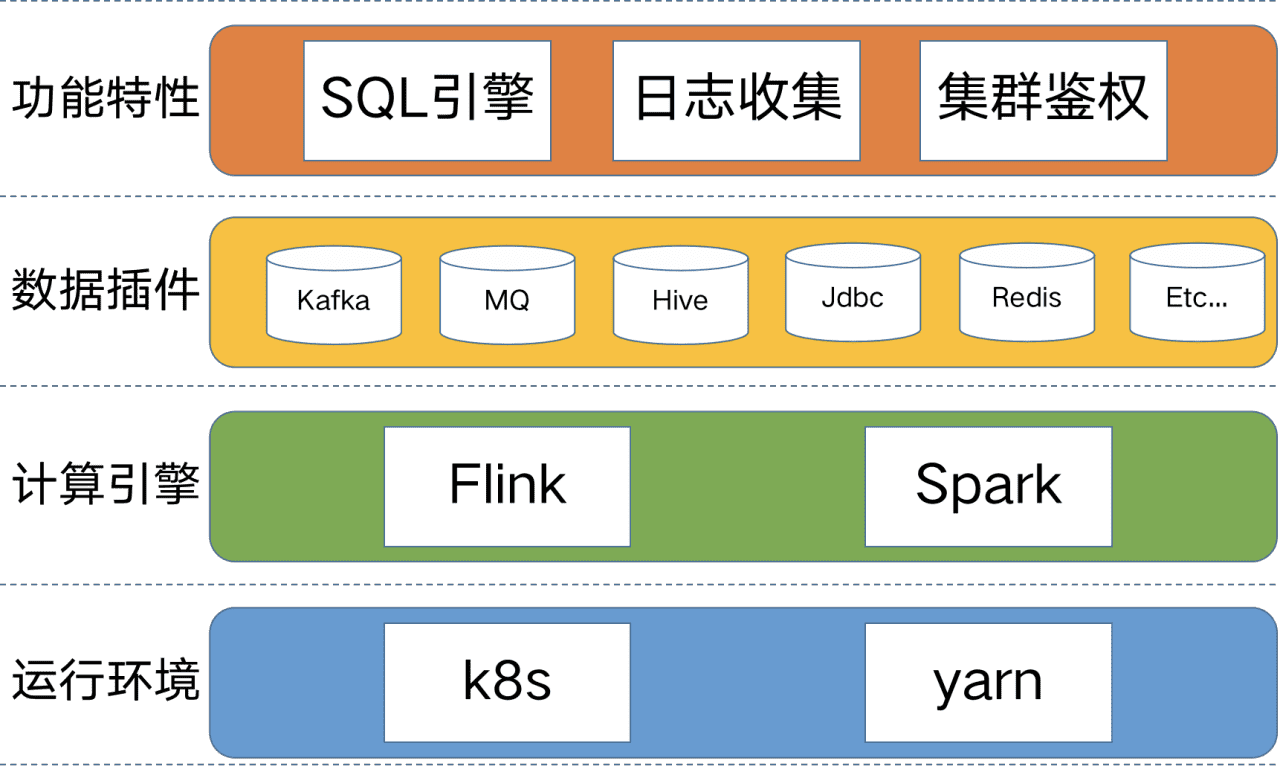 功能特性
SQL引擎
日志收集
集群鉴权
数据插件
Kafka
MQ
Hive
Jdbc
Redis
Etc...
计算引擎
Flink
Spark
运行环境
k8s
yarn